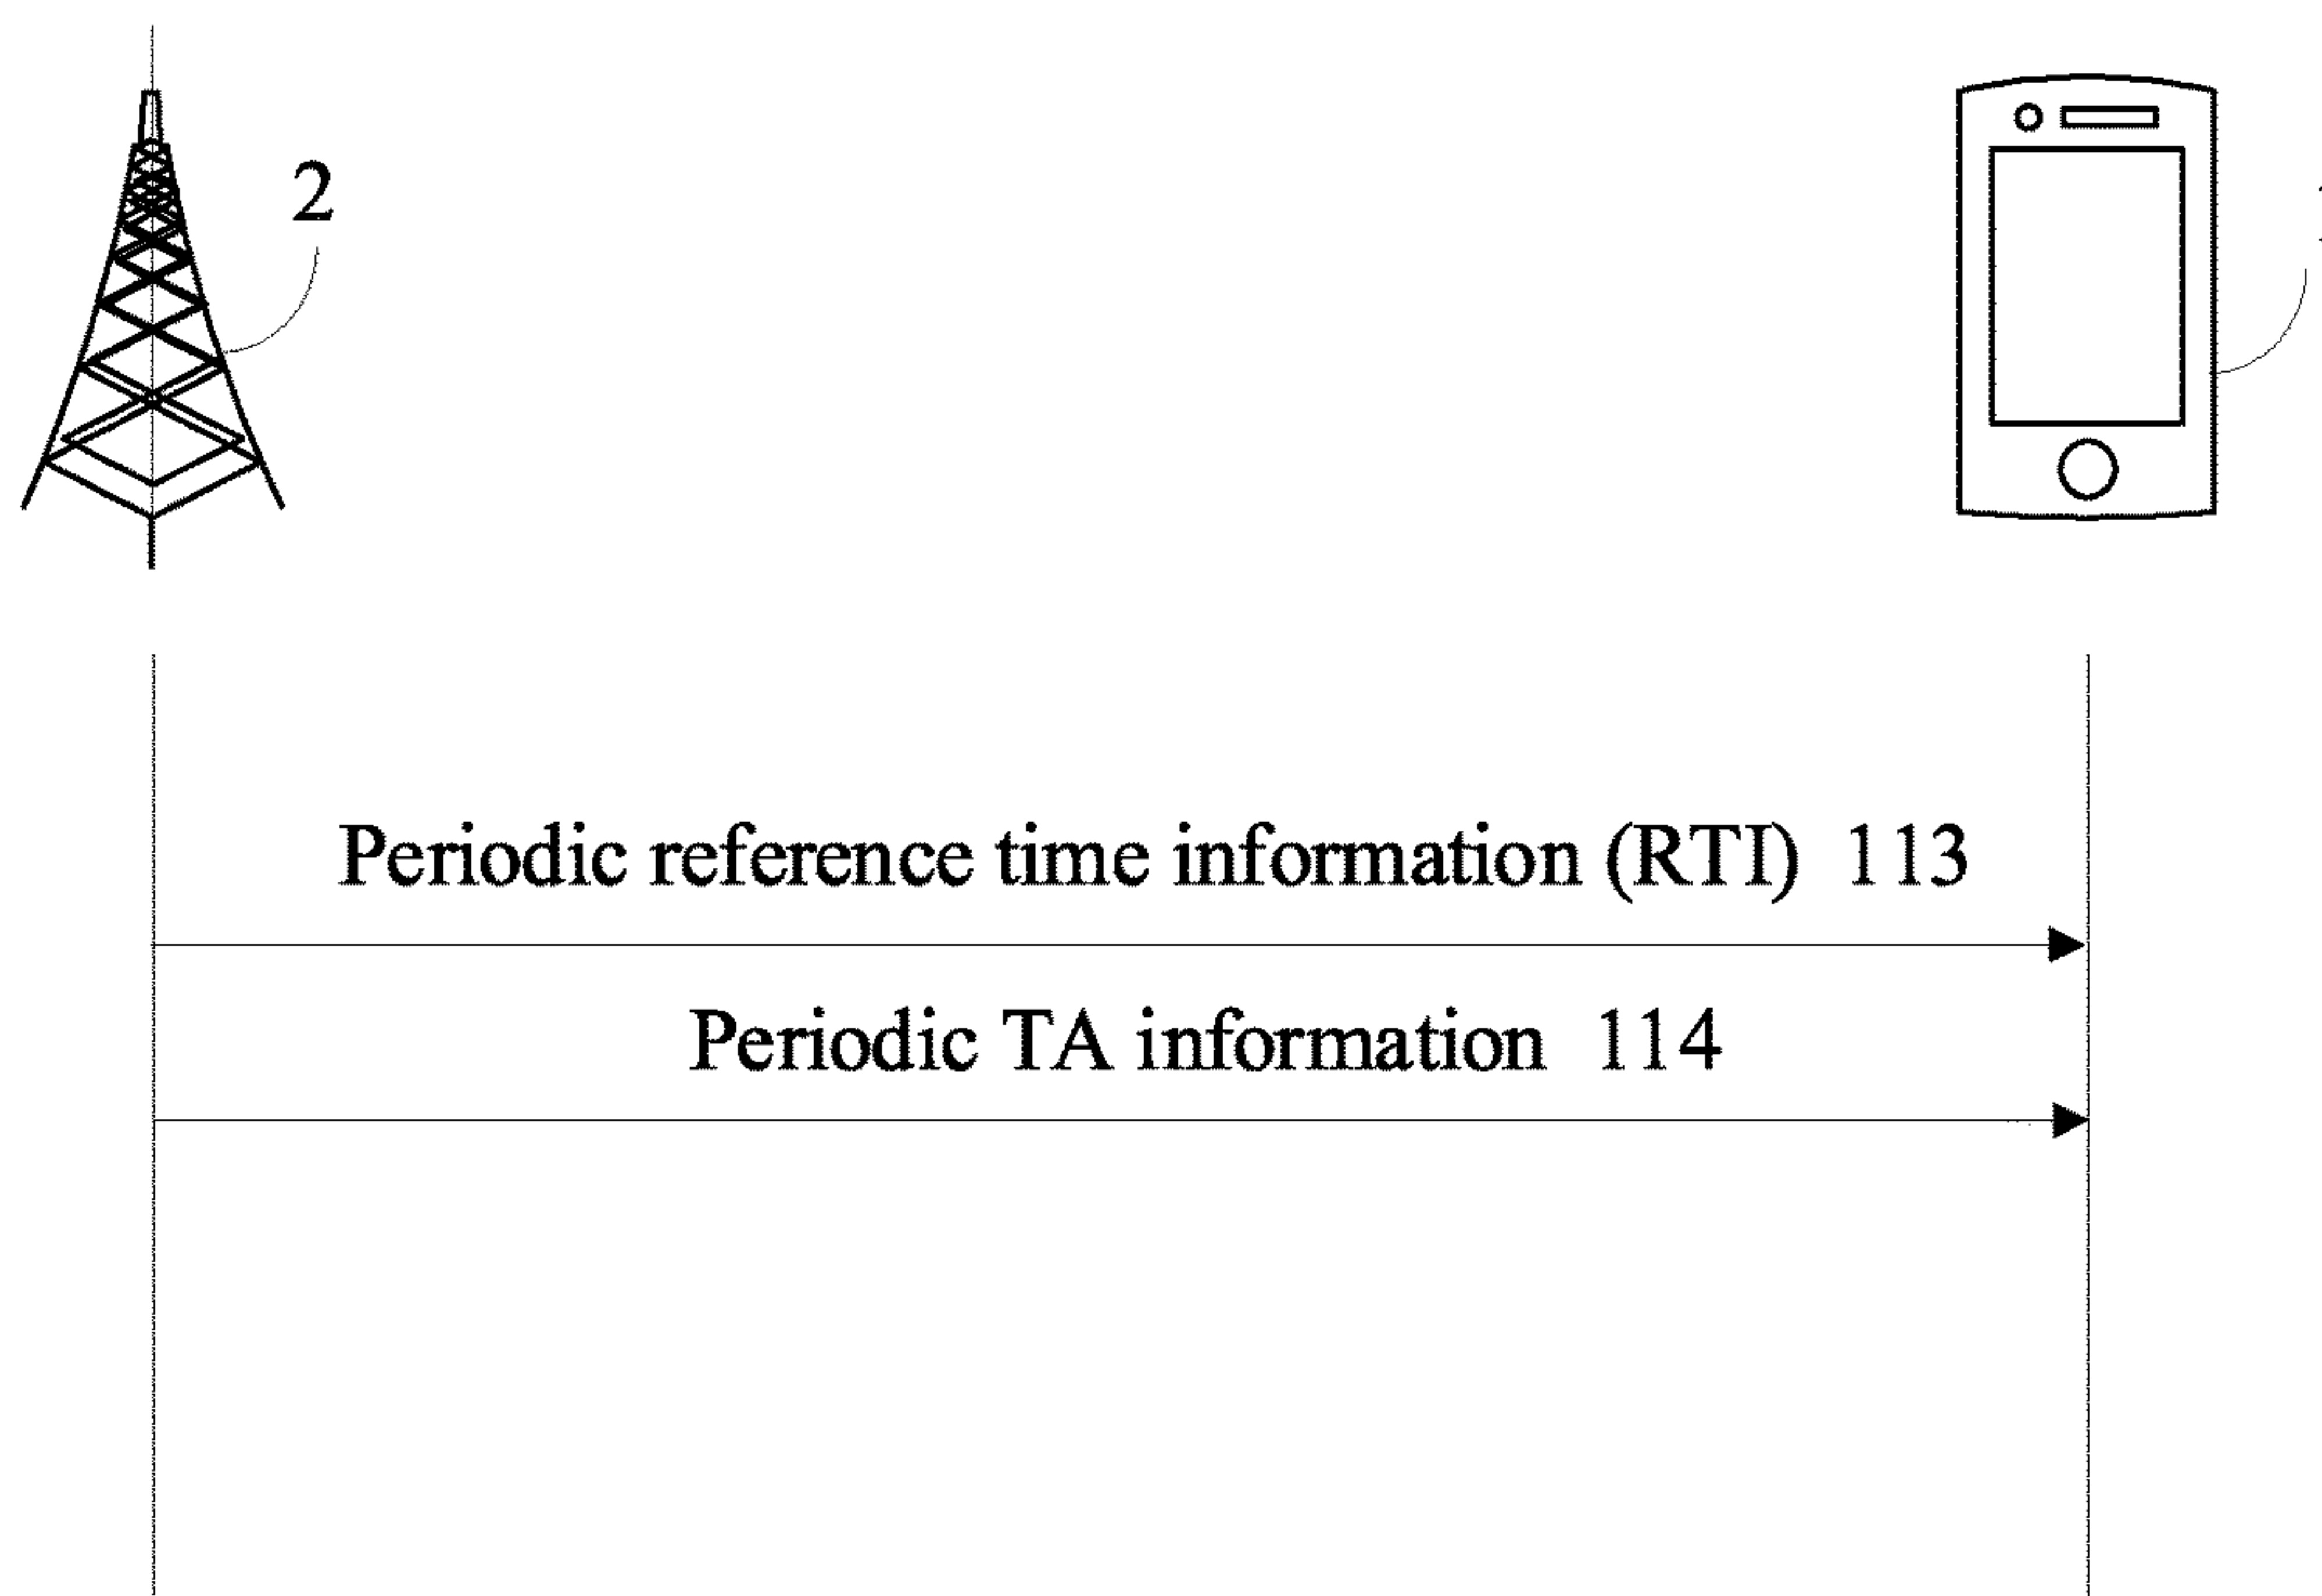 2
Periodic reference time information (RTI) 113
Periodic TA information 114